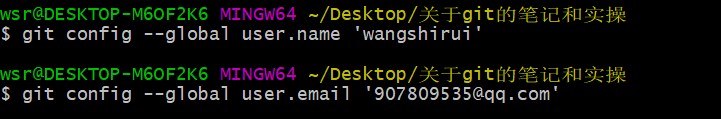 wsr@DESKTOP-M6OF2K6 MINGW64 ~/Desktop/关于git的笔记和实操
$ git config --global user.name 'wangshirui'
wsr@DESKTOP-M6OF2K6 MINGW64 ~/Desktop/关于git的笔记和实操
$ git config --global user.email '907809535@qq.com'